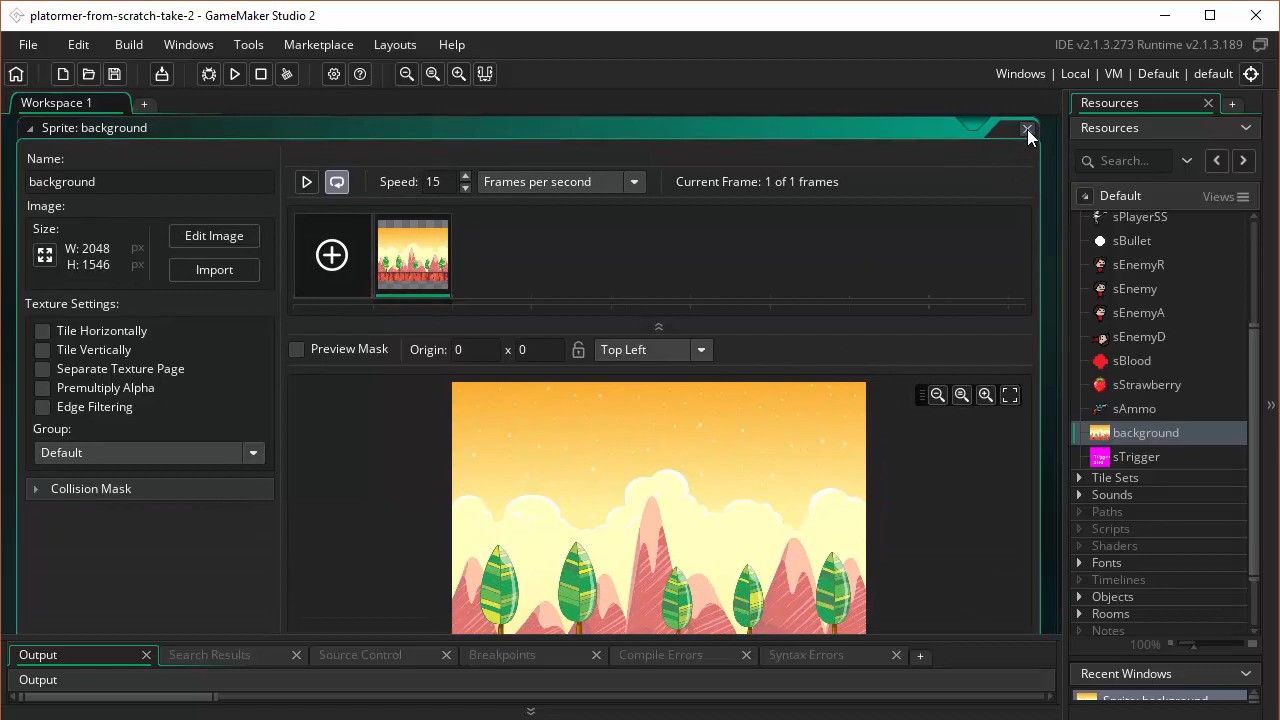 platormer-from-scratch-take-2 - GameMaker Studio 2
File Edit Build Windows Tools Marketplace Layouts Help
IDE v2.1.3.273 Runtime v2.1.3.189
Windows | Local | VM | Default | default
Workspace 1
Sprite: background
Name:
background
Image:
Size:
W: 2048 px
H: 1546 px
Edit Image
Import
Texture Settings:
Tile Horizontally
Tile Vertically
Separate Texture Page
Premultiply Alpha
Edge Filtering
Group:
Default
Collision Mask
Speed: 15 Frames per second Current Frame: 1 of 1 frames
Preview Mask Origin: 0 x 0 Top Left
Resources
Resources
Search...
Default Views
sPlayerSS
sBullet
sEnemyR
sEnemy
sEnemyA
sEnemyD
sBlood
sStrawberry
sAmmo
background
sTrigger
Tile Sets
Sounds
Paths
Scripts
Shaders
Fonts
Timelines
Objects
Rooms
Notes
100%
Recent Windows
Sprite: background
Output Search Results Source Control Breakpoints Compile Errors Syntax Errors
Output